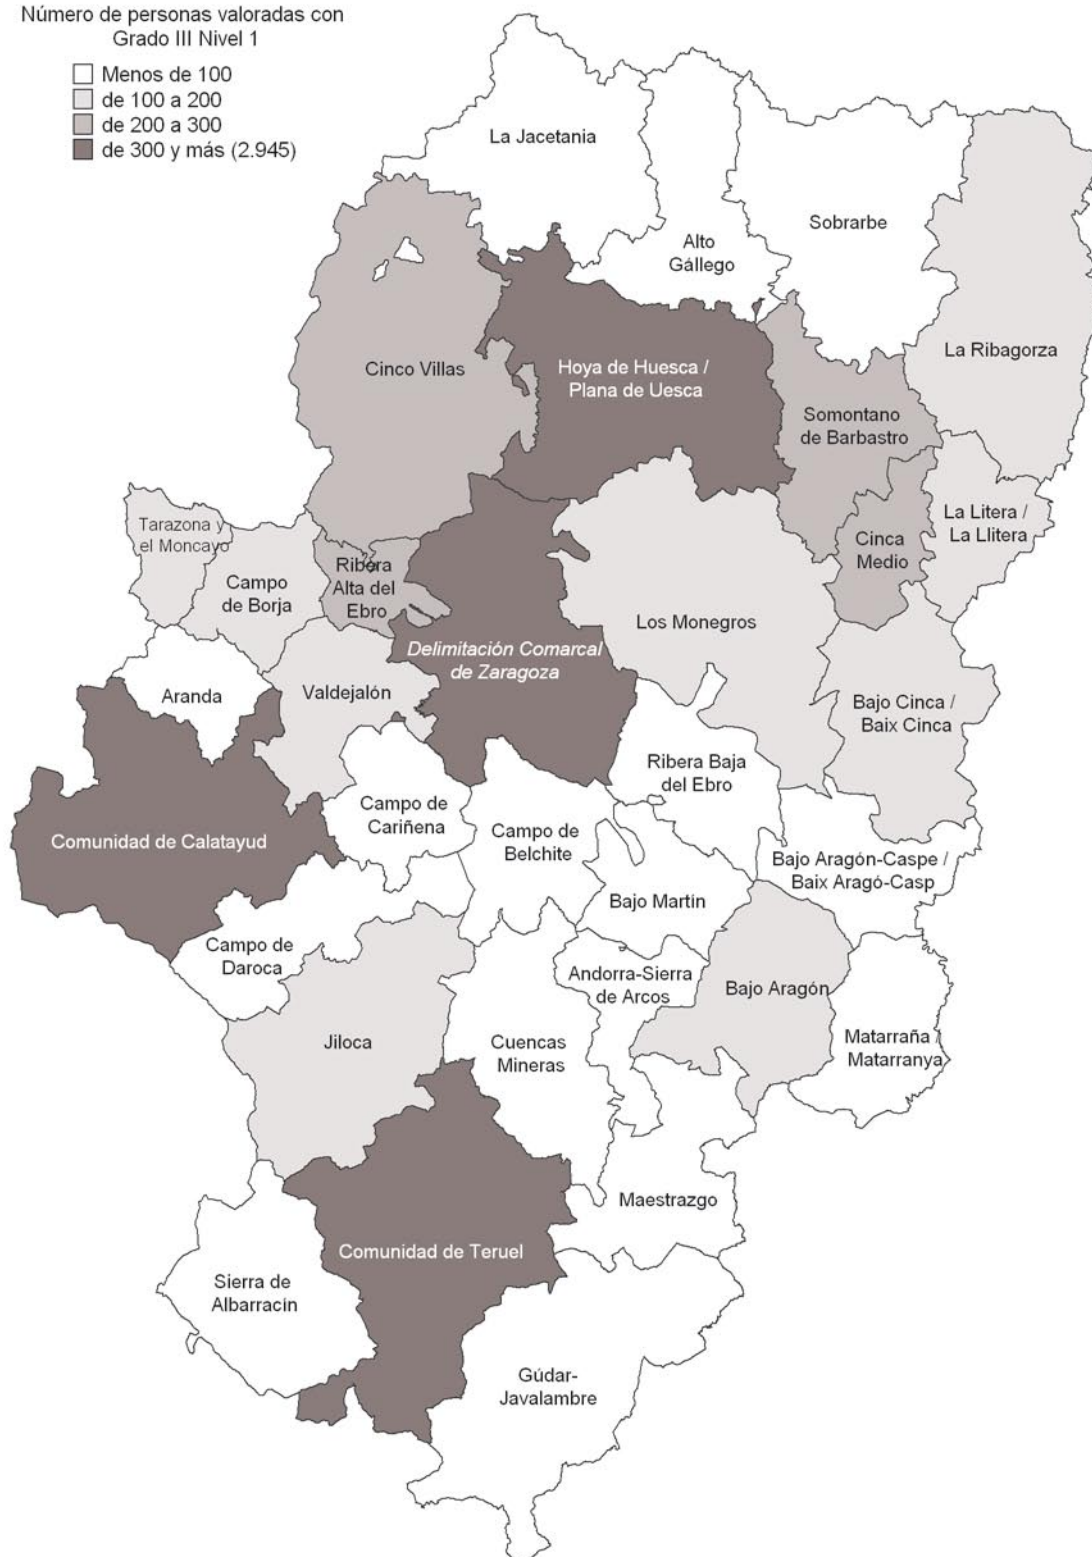 Número de personas valoradas con
Grado III Nivel 1
Menos de 100
de 100 a 200
de 200 a 300
de 300 y más (2.945)
La Jacetania
Alto
Gállego
Sobrarbe
La Ribagorza
Cinco Villas
Hoya de Huesca /
Plana de Uesca
Somontano
de Barbastro
La Litera /
La Llitera
Cinca
Medio
Tarazona y
el Moncayo
Campo
de Borja
Ribera
Alta del
Ebro
Los Monegros
Delimitación Comarcal
de Zaragoza
Aranda
Valdejalón
Bajo Cinca /
Baix Cinca
Ribera Baja
del Ebro
Comunidad de Calatayud
Campo de
Cariñena
Campo de
Belchite
Bajo Aragón-Caspe /
Baix Aragó-Casp
Bajo Martín
Campo de
Daroca
Andorra-Sierra
de Arcos
Bajo Aragón
Jiloca
Cuencas
Mineras
Matarraña /
Matarranya
Maestrazgo
Comunidad de Teruel
Sierra de
Albarracín
Gúdar-
Javalambre